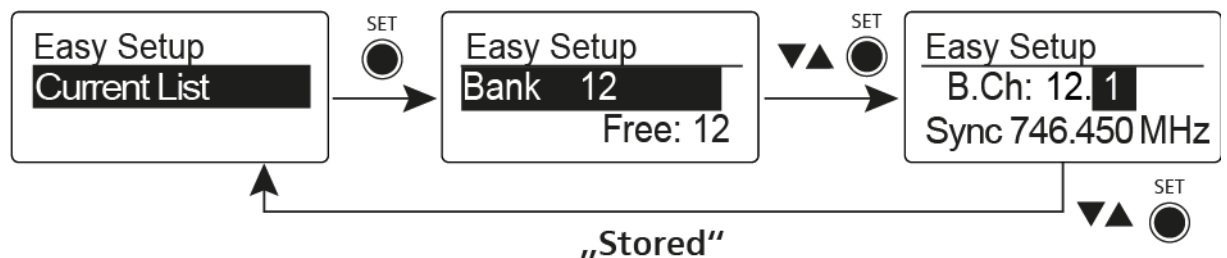 Easy Setup
Current List
SET
Easy Setup
Bank 12
Free: 12
SET
Easy Setup
B.Ch: 12.1
Sync 746.450 MHz
SET
„Stored“